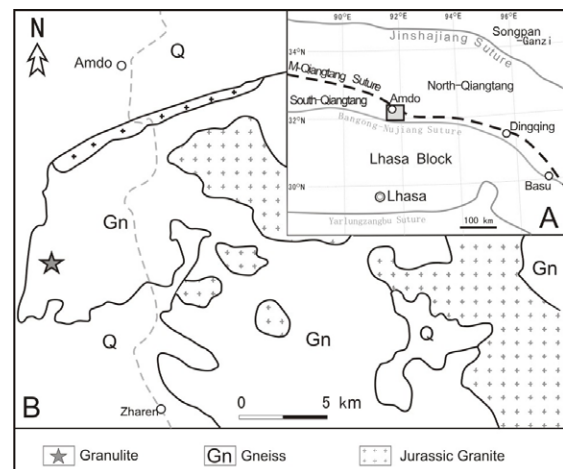 N
Q
Amdo
Gn
Q
Gn
Q
Gn
Zharen
0 5 km
B
90°E 92°E 94°E 96°E
Songpan
-Ganzi
Jinshajiang Suture
34°N
M-Qiangtang Suture
North-Qiangtang
South-Qiangtang
Amdo
32°N
Bangong-Nujiang Suture
Dingqing
Lhasa Block
Basu
30°N
Lhasa
Yarlungzangbu Suture
100 km
A
Granulite
Gn Gneiss
Jurassic Granite